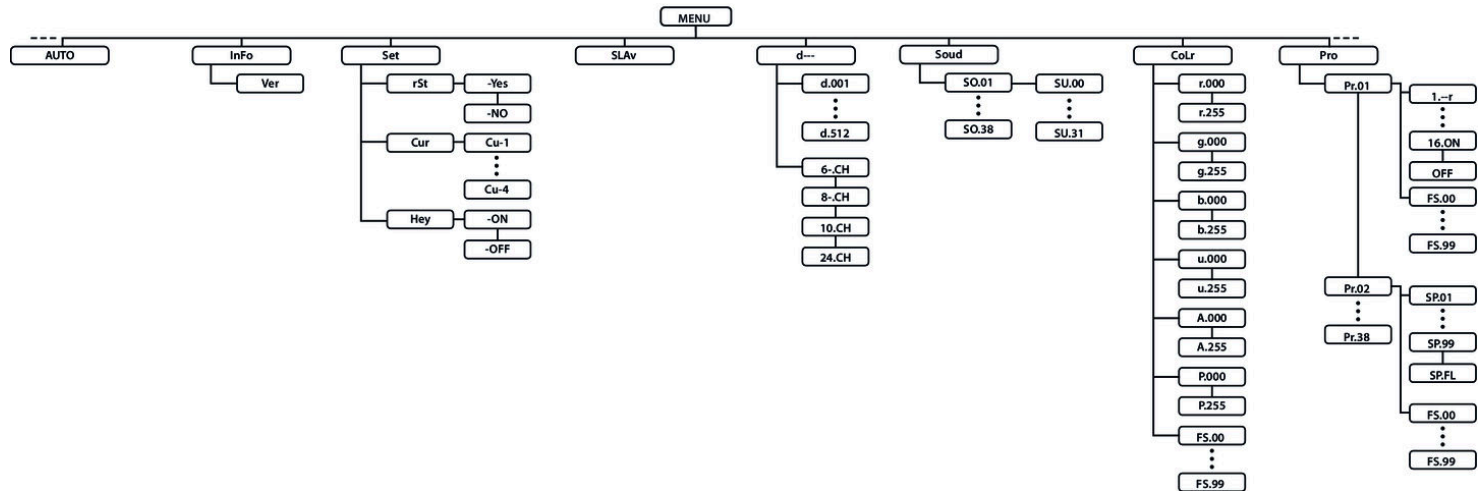 MENU
AUTO
InFo
Set
SLAv
d---
Soud
CoLr
Pro
Ver
rSt
-Yes
-NO
Cur
Cu-1
Cu-4
Hey
-ON
-OFF
d.001
d.512
6-.CH
8-.CH
10.CH
24.CH
SO.01
SU.00
SO.38
SU.31
r.000
r.255
g.000
g.255
b.000
b.255
u.000
u.255
A.000
A.255
P.000
P.255
FS.00
FS.99
Pr.01
1.--r
16.ON
OFF
FS.00
FS.99
Pr.02
Pr.38
SP.01
SP.99
SP.FL
FS.00
FS.99